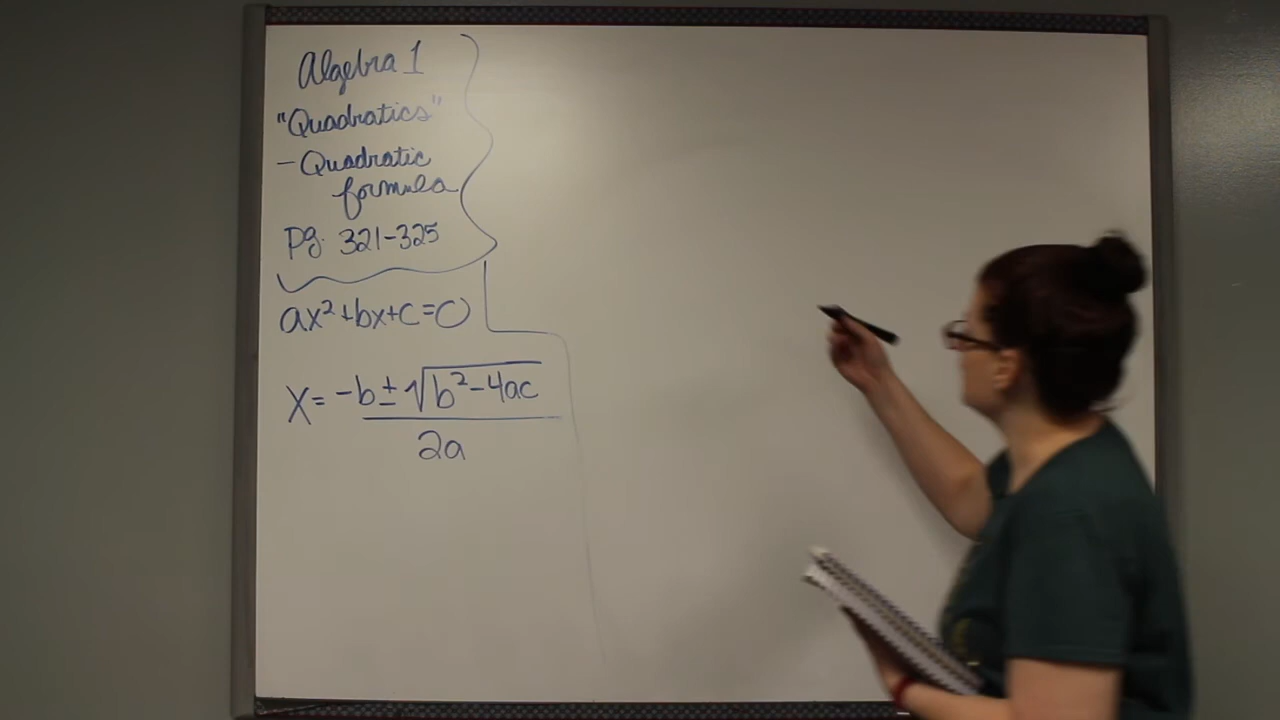 Algebra 1
"Quadratics"
- Quadratic
formula
Pg. 321-325
ax²+bx+c=0
x= -b ± √b²-4ac
2a